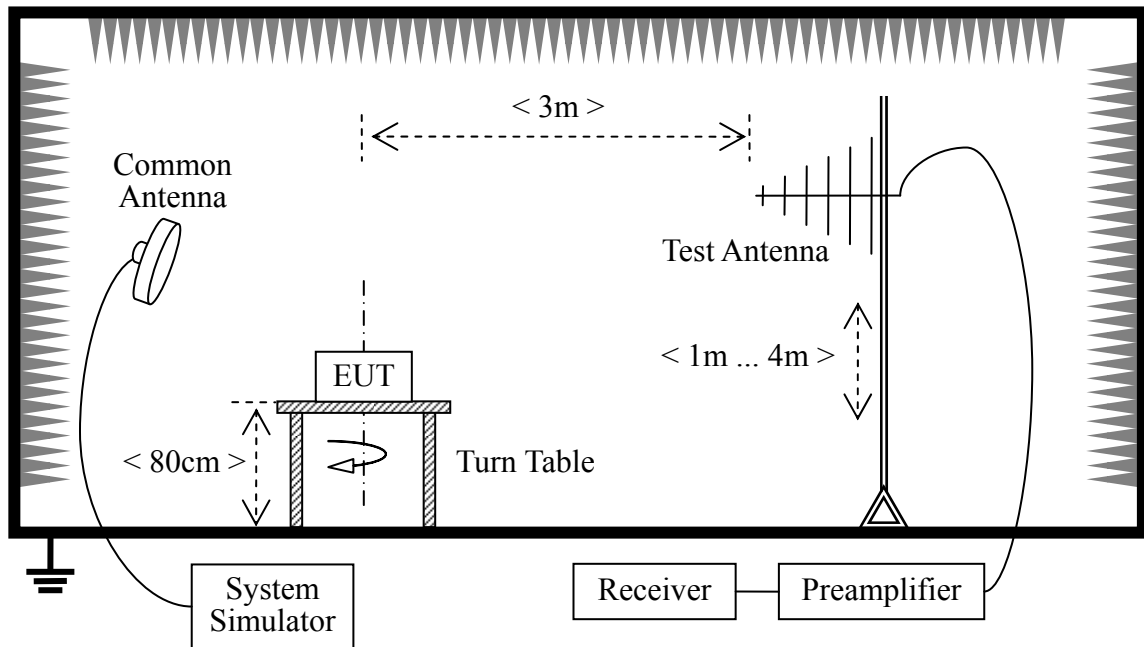 < 3m >
Common
Antenna
Test Antenna
< 1m ... 4m >
EUT
< 80cm >
Turn Table
System
Simulator
Receiver
Preamplifier